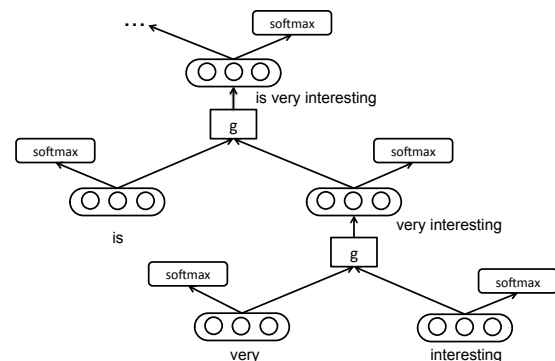 ...
softmax
is very interesting
g
softmax
softmax
is
very interesting
g
softmax
softmax
very
interesting